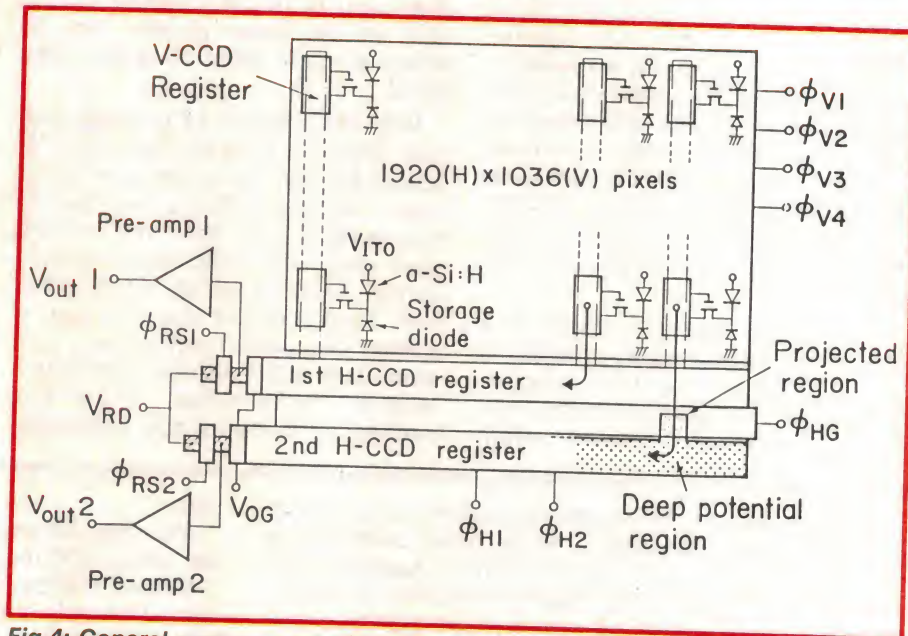 V-CCD
Register
ϕV1
ϕV2
ϕV3
ϕV4
1920(H)x1036(V) pixels
Pre-amp 1
Vout 1
VITO
a-Si:H
Storage
diode
ϕRS1
1st H-CCD register
Projected
region
VRD
ϕHG
2nd H-CCD register
ϕRS2
VOG
Vout 2
ϕH1
ϕH2
Deep potential
region
Pre-amp 2
Fig 4: General